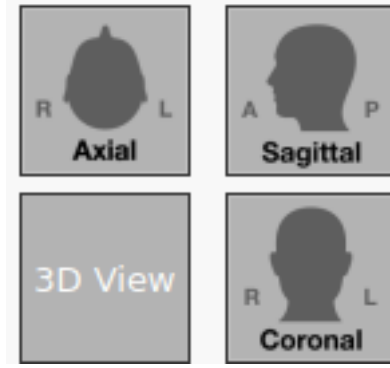 R L
Axial
A P
Sagittal
3D View
R L
Coronal